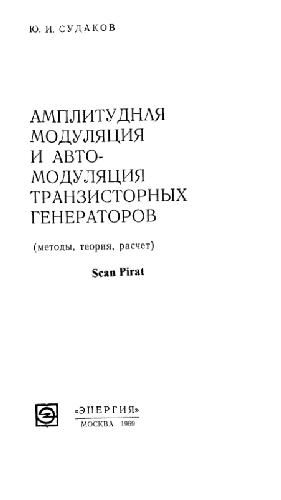 Ю. И. СУДАКОВ
АМПЛИТУДНАЯ
МОДУЛЯЦИЯ
И АВТО-
МОДУЛЯЦИЯ
ТРАНЗИСТОРНЫХ
ГЕНЕРАТОРОВ
(методы, теория, расчет)
Scan Pirat
«ЭНЕРГИЯ»
МОСКВА 1969